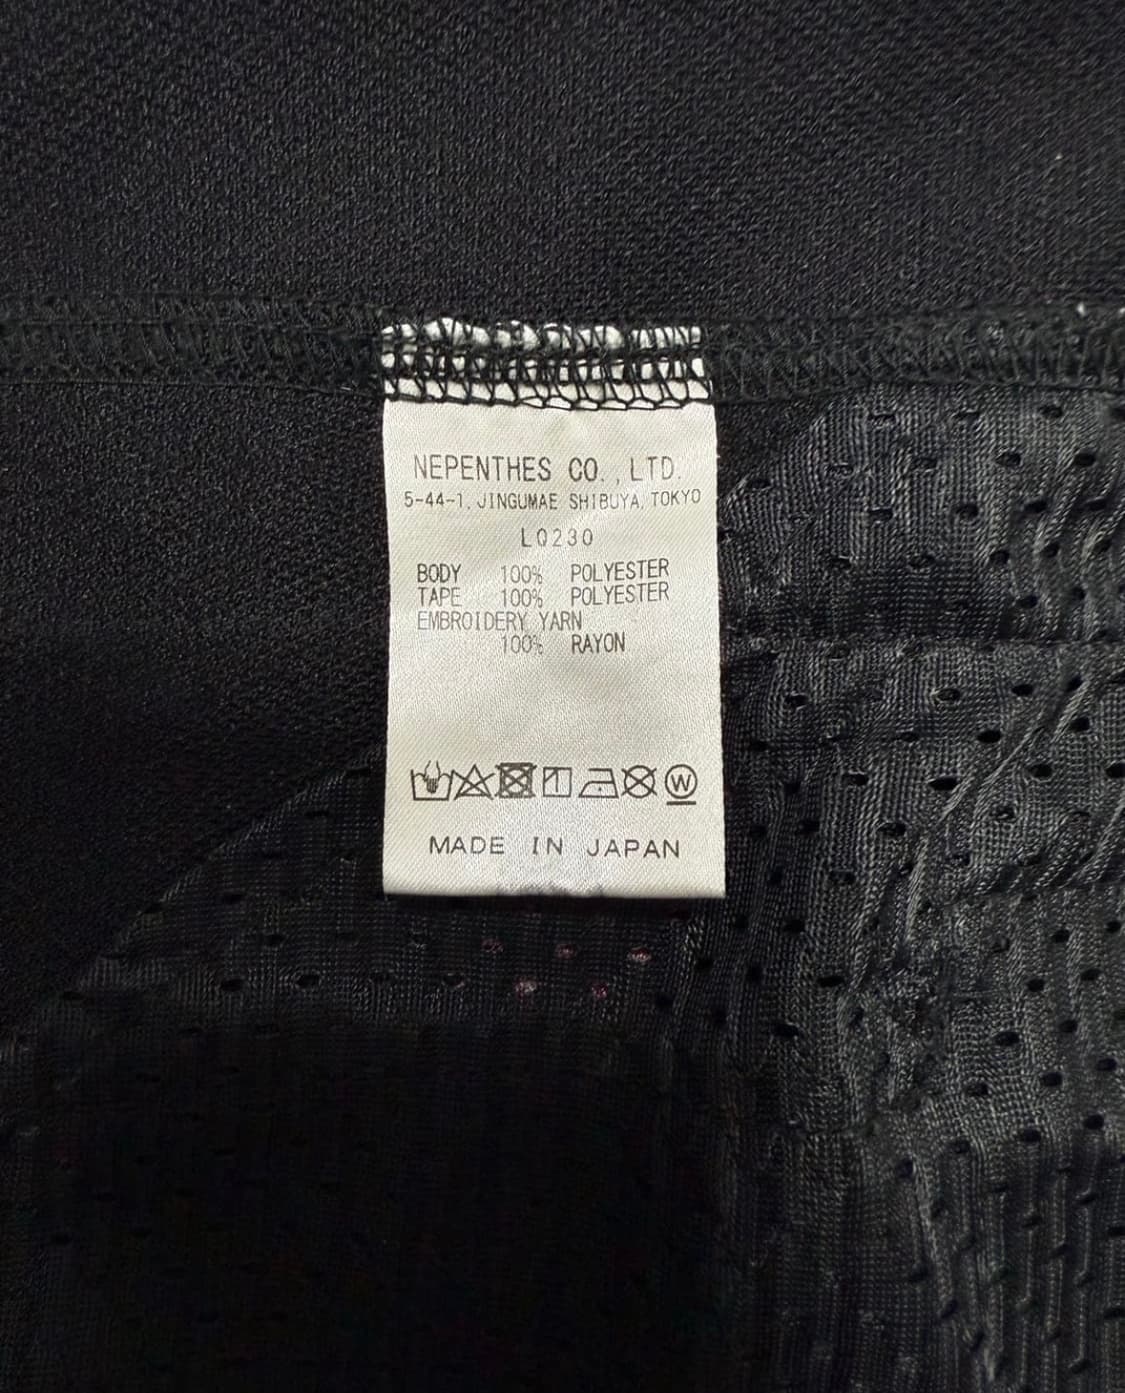 NEPENTHES CO., LTD.
5-44-1, JINGUMAE SHIBUYA, TOKYO
LQ230
BODY 100% POLYESTER
TAPE 100% POLYESTER
EMBROIDERY YARN
100% RAYON
W
MADE IN JAPAN